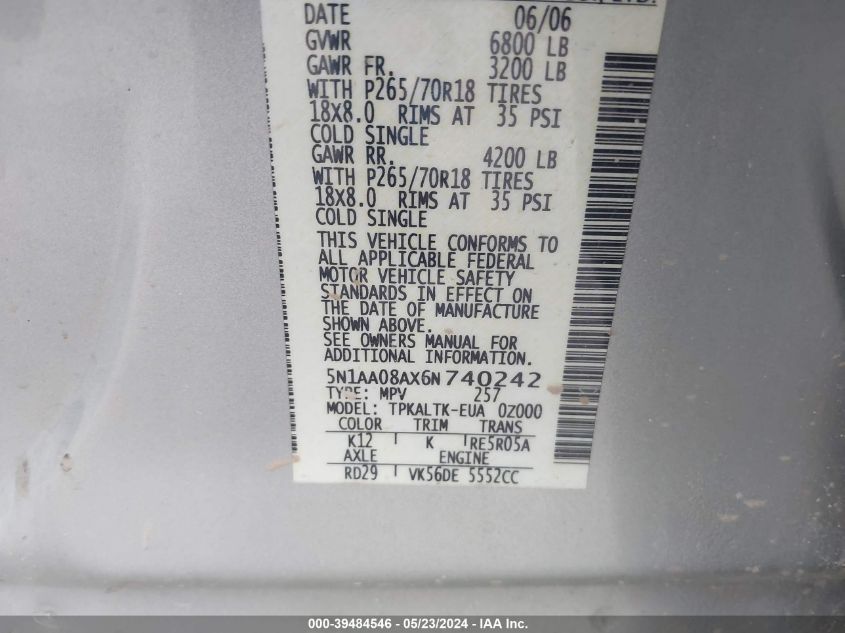 DATE 06/06
GVWR 6800 LB
GAWR FR. 3200 LB
WITH P265/70R18 TIRES
18X8.0 RIMS AT 35 PSI
COLD SINGLE
GAWR RR. 4200 LB
WITH P265/70R18 TIRES
18X8.0 RIMS AT 35 PSI
COLD SINGLE
THIS VEHICLE CONFORMS TO
ALL APPLICABLE FEDERAL
MOTOR VEHICLE SAFETY
STANDARDS IN EFFECT ON
THE DATE OF MANUFACTURE
SHOWN ABOVE.
SEE OWNERS MANUAL FOR
ADDITIONAL INFORMATION.
5N1AA08AX6N740242
TYPE: MPV 257
MODEL: TPKALTK-EUA 0Z000
COLOR TRIM TRANS
K12 K RE5R05A
AXLE ENGINE
RD29 VK56DE 5552CC
000-39484546 — 05/23/2024 — IAA Inc.